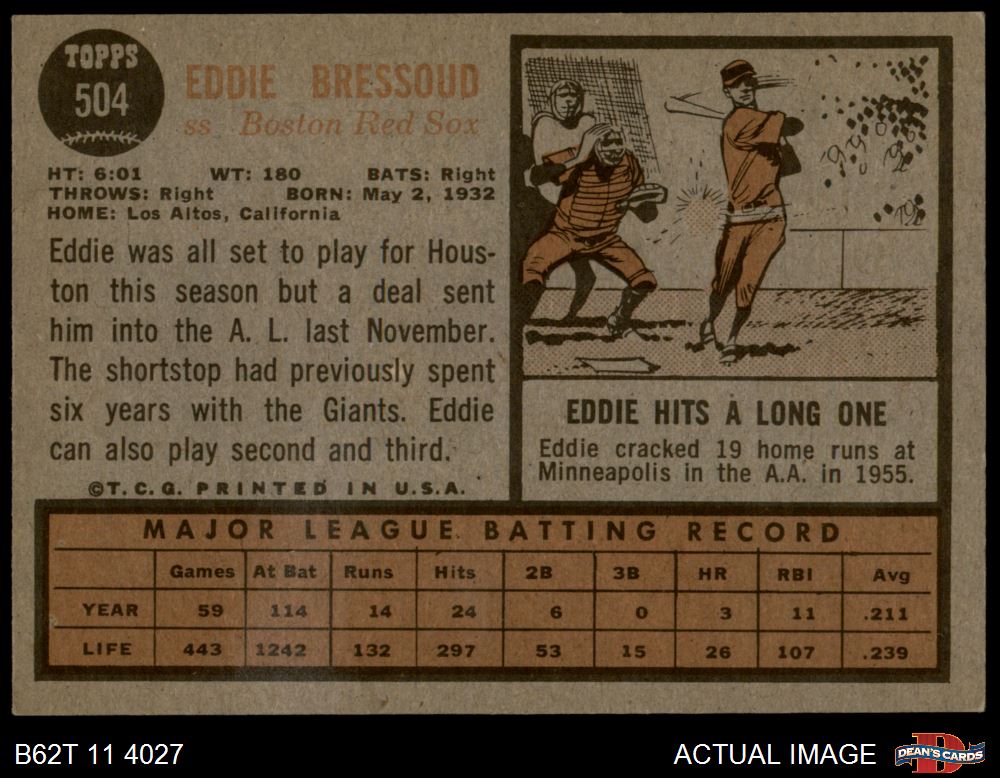 TOPPS
504
EDDIE BRESSOUD
ss Boston Red Sox
HT: 6:01 WT: 180 BATS: Right
THROWS: Right BORN: May 2, 1932
HOME: Los Altos, California
Eddie was all set to play for Hous-
ton this season but a deal sent
him into the A. L. last November.
The shortstop had previously spent
six years with the Giants. Eddie
can also play second and third.
©T.C.G. PRINTED IN U.S.A.
EDDIE HITS A LONG ONE
Eddie cracked 19 home runs at
Minneapolis in the A.A. in 1955.
MAJOR LEAGUE BATTING RECORD
Games At Bat Runs Hits 2B 3B HR RBI Avg
YEAR 59 114 14 24 6 0 3 11 .211
LIFE 443 1242 132 297 53 15 26 107 .239
B62T 11 4027
ACTUAL IMAGE
D
DEAN'S CARDS